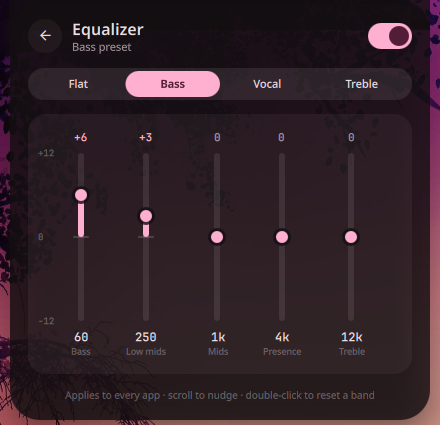 Equalizer
Bass preset
Flat Bass Vocal Treble
+6 +3 0 0 0
+12
0
-12
60 250 1k 4k 12k
Bass Low mids Mids Presence Treble
Applies to every app · scroll to nudge · double-click to reset a band